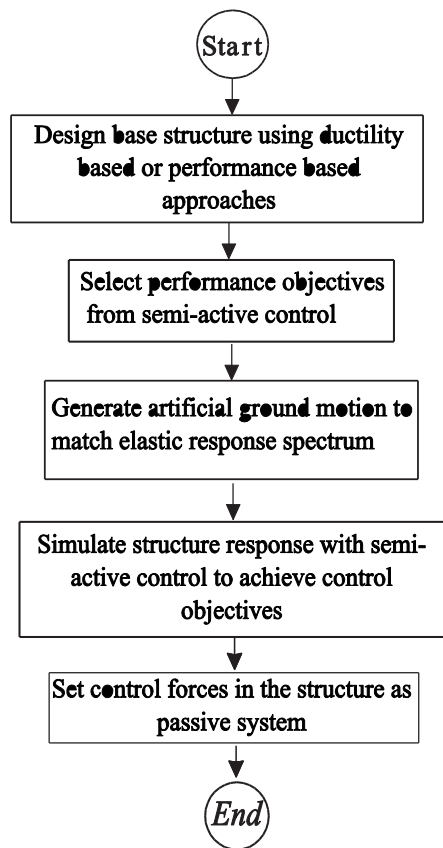 Start
Design base structure using ductility
based or performance based
approaches
Select performance objectives
from semi-active control
Generate artificial ground motion to
match elastic response spectrum
Simulate structure response with semi-
active control to achieve control
objectives
Set control forces in the structure as
passive system
End